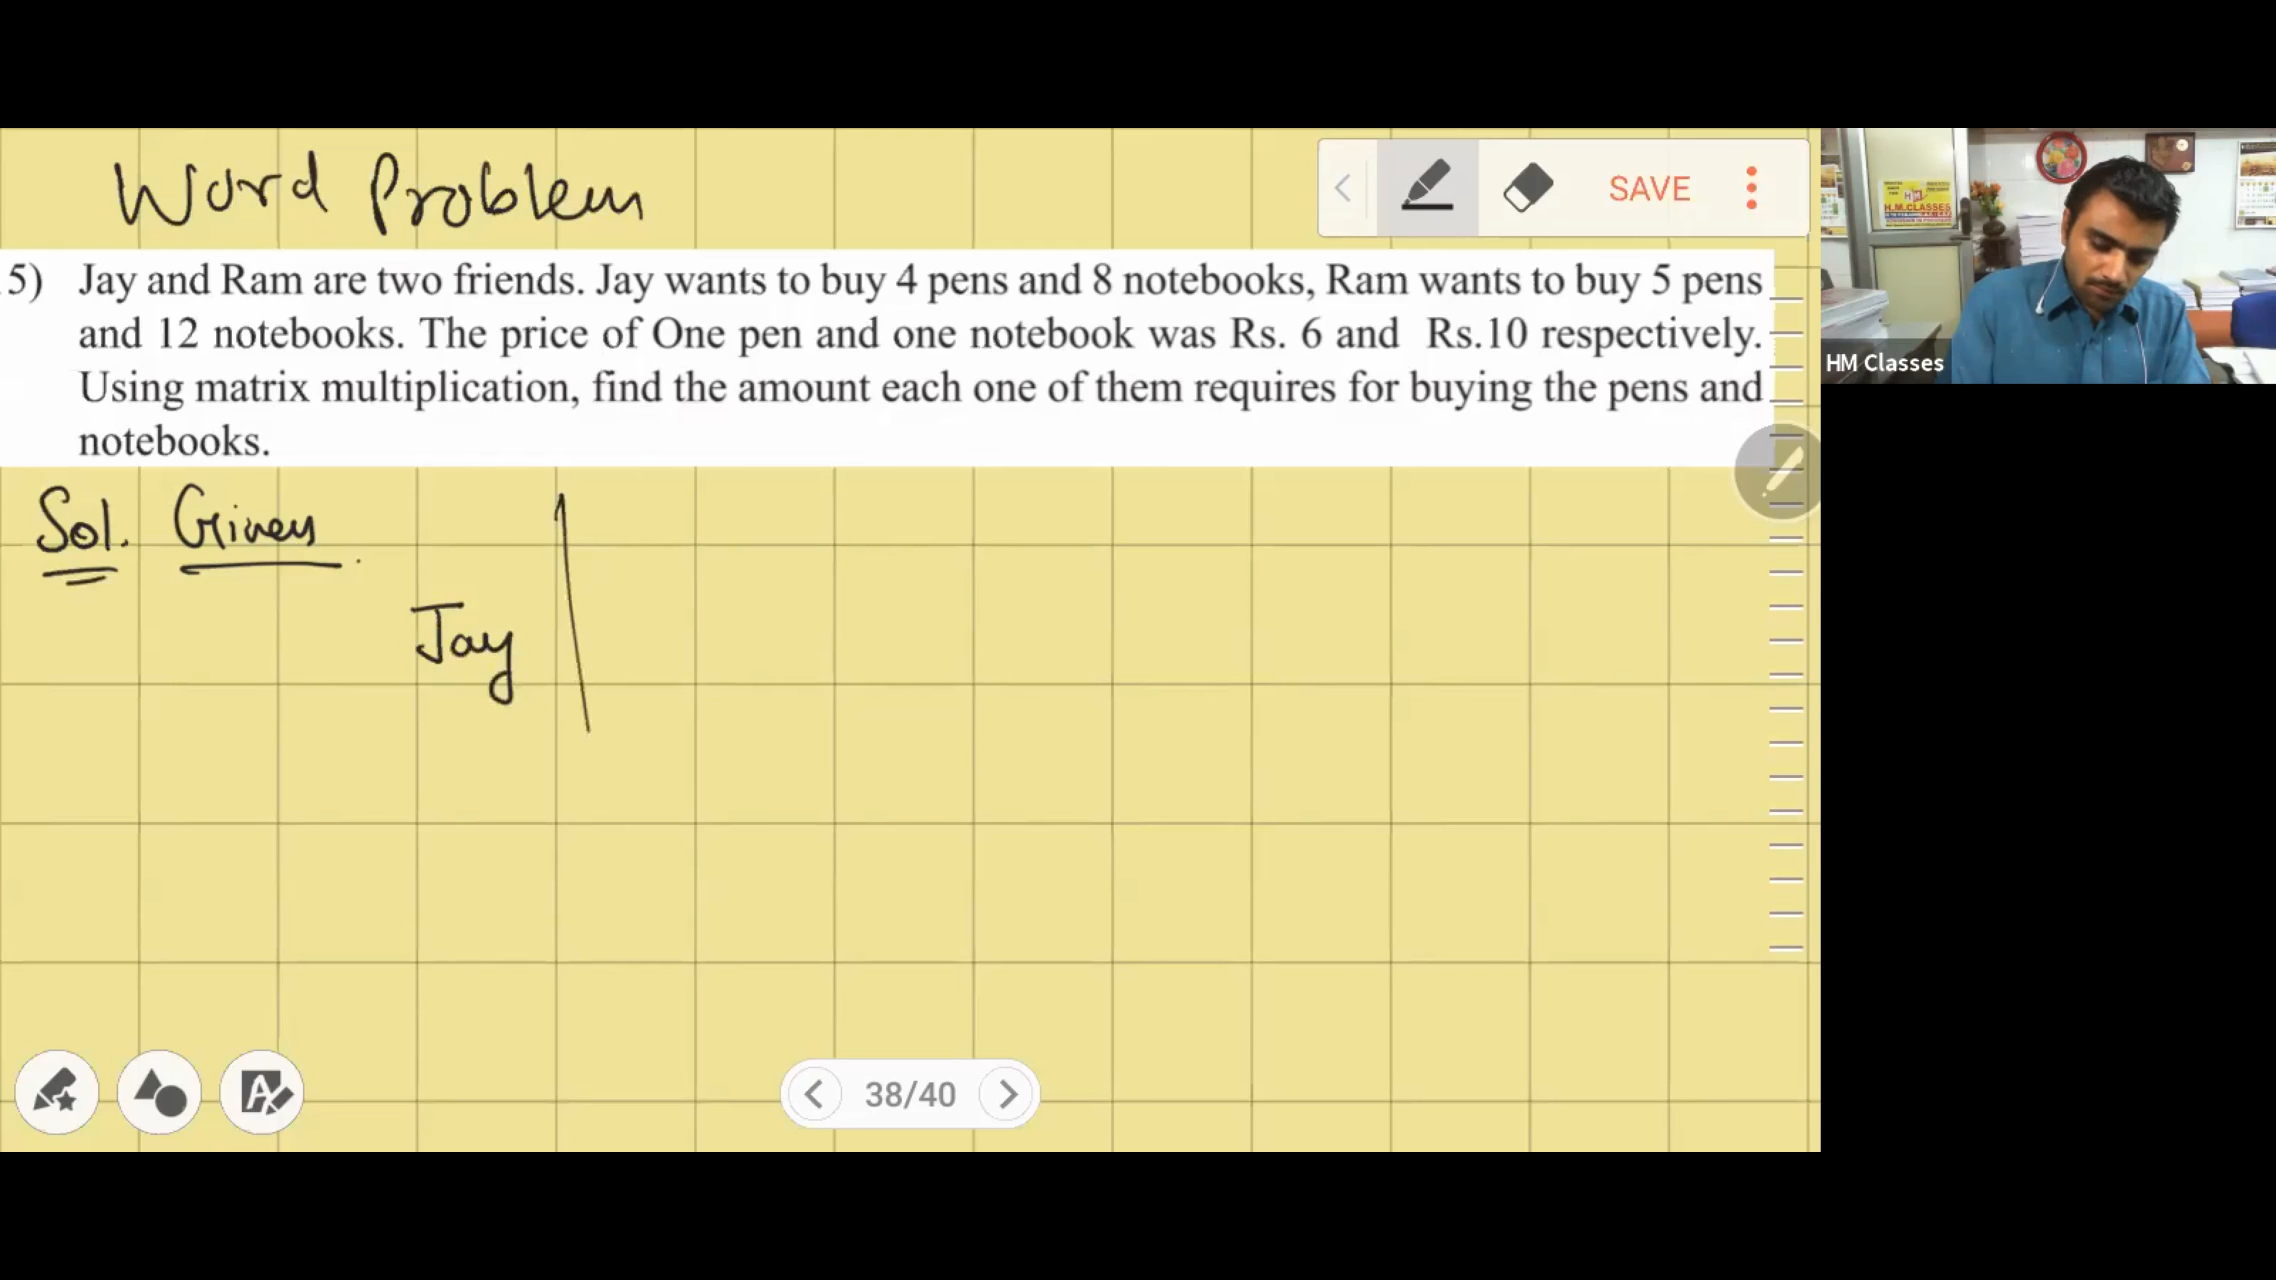 Word Problem
SAVE
5) Jay and Ram are two friends. Jay wants to buy 4 pens and 8 notebooks, Ram wants to buy 5 pens
and 12 notebooks. The price of One pen and one notebook was Rs. 6 and Rs.10 respectively.
Using matrix multiplication, find the amount each one of them requires for buying the pens and
notebooks.
Sol. Given
Jay
38/40
H.M.CLASSES
HM Classes